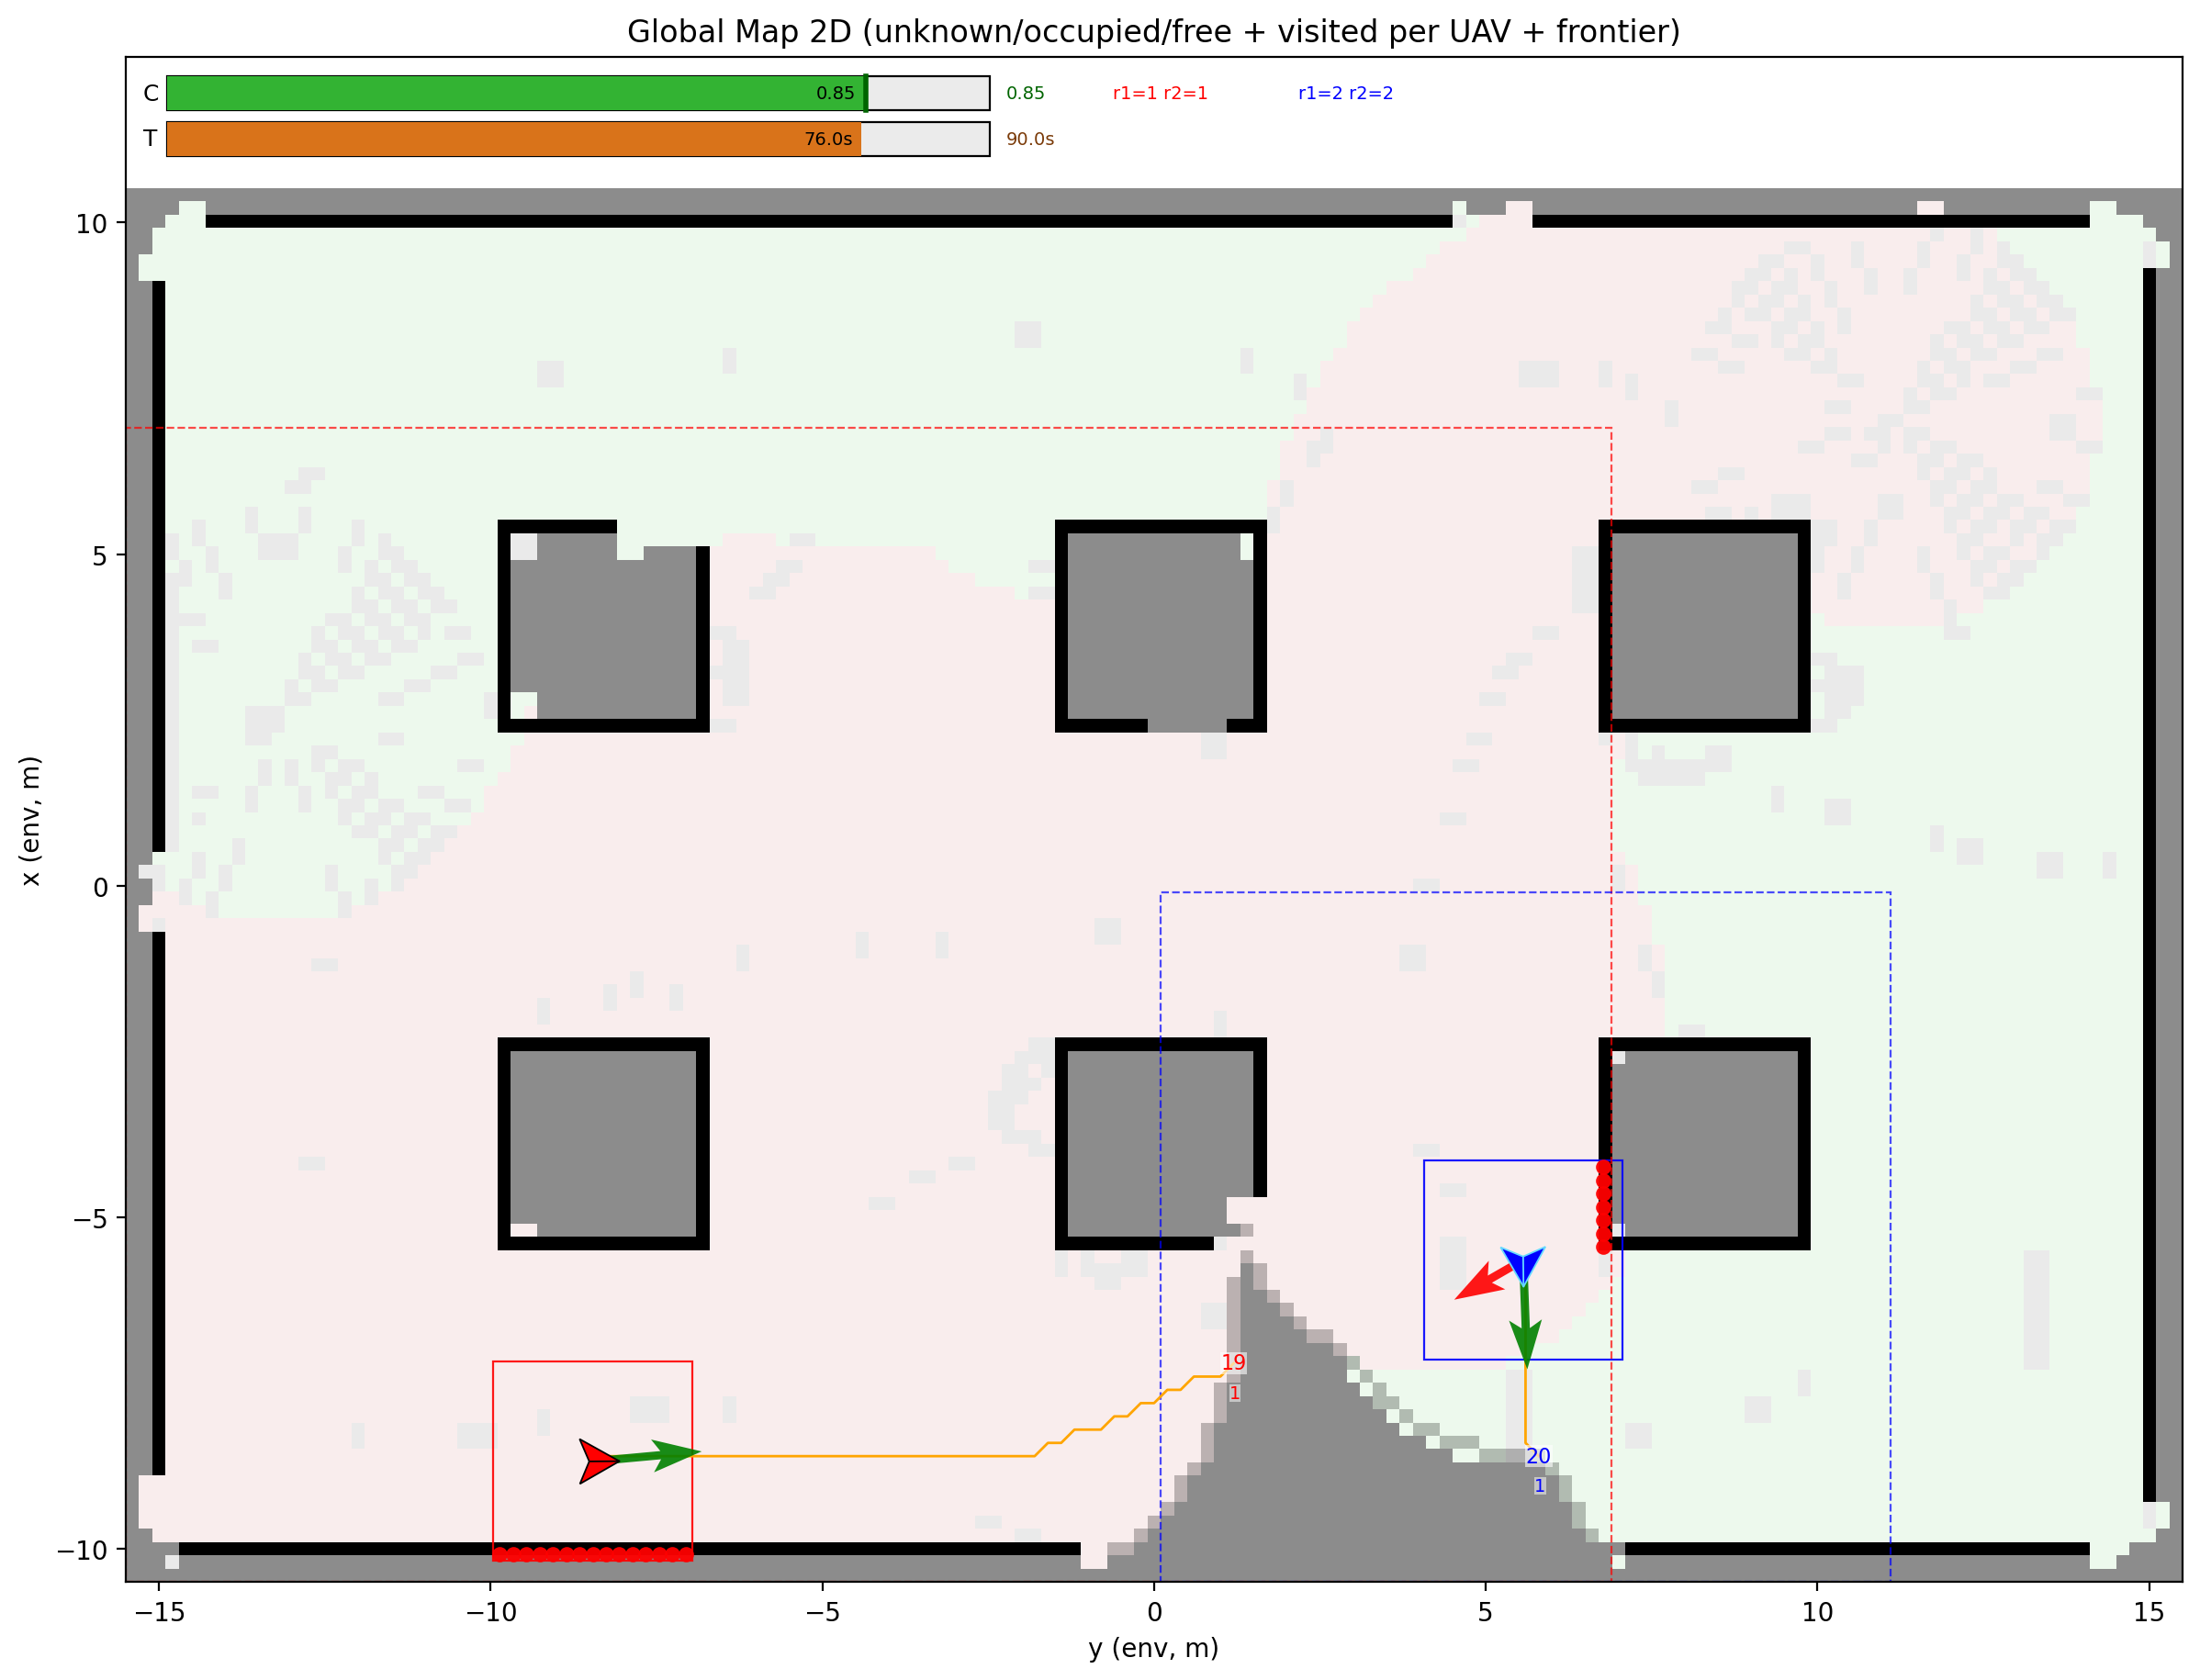 Global Map 2D (unknown/occupied/free + visited per UAV + frontier)
C 0.85 0.85 r1=1 r2=1 r1=2 r2=2
T 76.0s 90.0s
10
5
0
−5
−10
x (env, m)
19
1
20
1
−15 −10 −5 0 5 10 15
y (env, m)